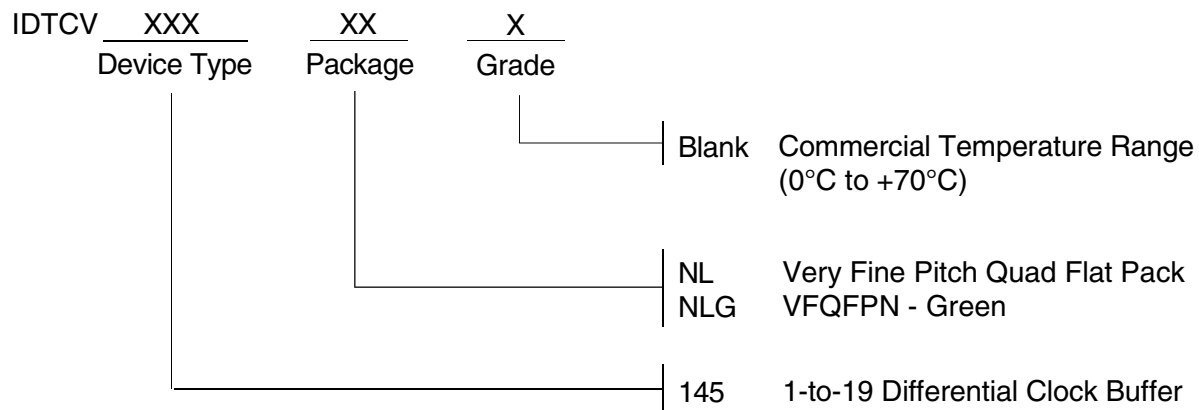 IDTCV XXX XX X
Device Type Package Grade
Blank Commercial Temperature Range
(0°C to +70°C)
NL Very Fine Pitch Quad Flat Pack
NLG VFQFPN - Green
145 1-to-19 Differential Clock Buffer